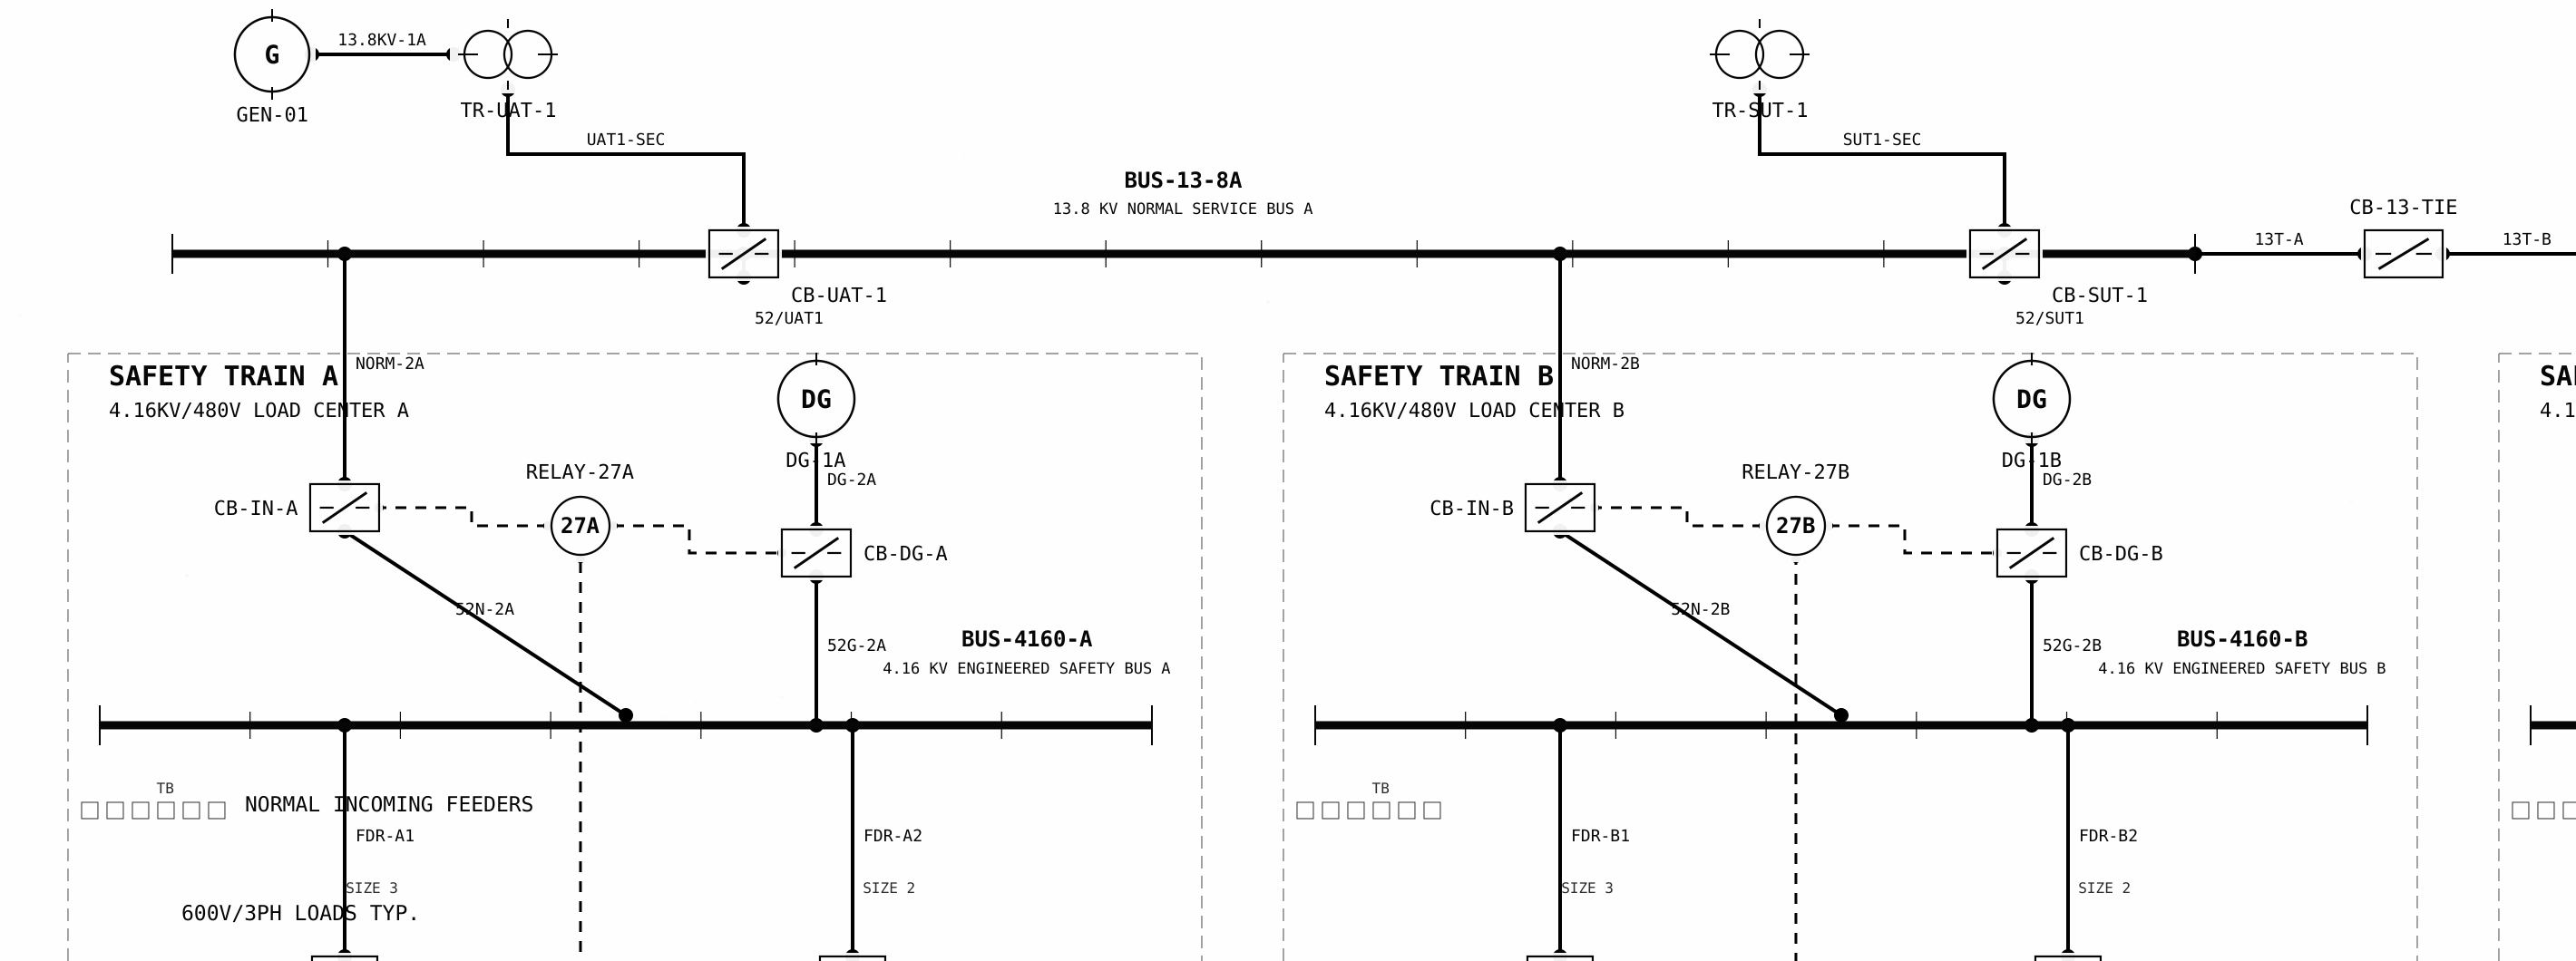 G
13.8KV-1A
GEN-01
TR-UAT-1
TR-SUT-1
UAT1-SEC
SUT1-SEC
BUS-13-8A
13.8 KV NORMAL SERVICE BUS A
CB-13-TIE
13T-A
13T-B
CB-UAT-1
52/UAT1
CB-SUT-1
52/SUT1
SAFETY TRAIN A
4.16KV/480V LOAD CENTER A
NORM-2A
DG
DG-1A
DG-2A
RELAY-27A
CB-IN-A
27A
CB-DG-A
52N-2A
52G-2A
BUS-4160-A
4.16 KV ENGINEERED SAFETY BUS A
TB
NORMAL INCOMING FEEDERS
FDR-A1
FDR-A2
SIZE 3
SIZE 2
600V/3PH LOADS TYP.
SAFETY TRAIN B
4.16KV/480V LOAD CENTER B
NORM-2B
DG
DG-1B
DG-2B
RELAY-27B
CB-IN-B
27B
CB-DG-B
52N-2B
52G-2B
BUS-4160-B
4.16 KV ENGINEERED SAFETY BUS B
TB
FDR-B1
FDR-B2
SIZE 3
SIZE 2
4.1